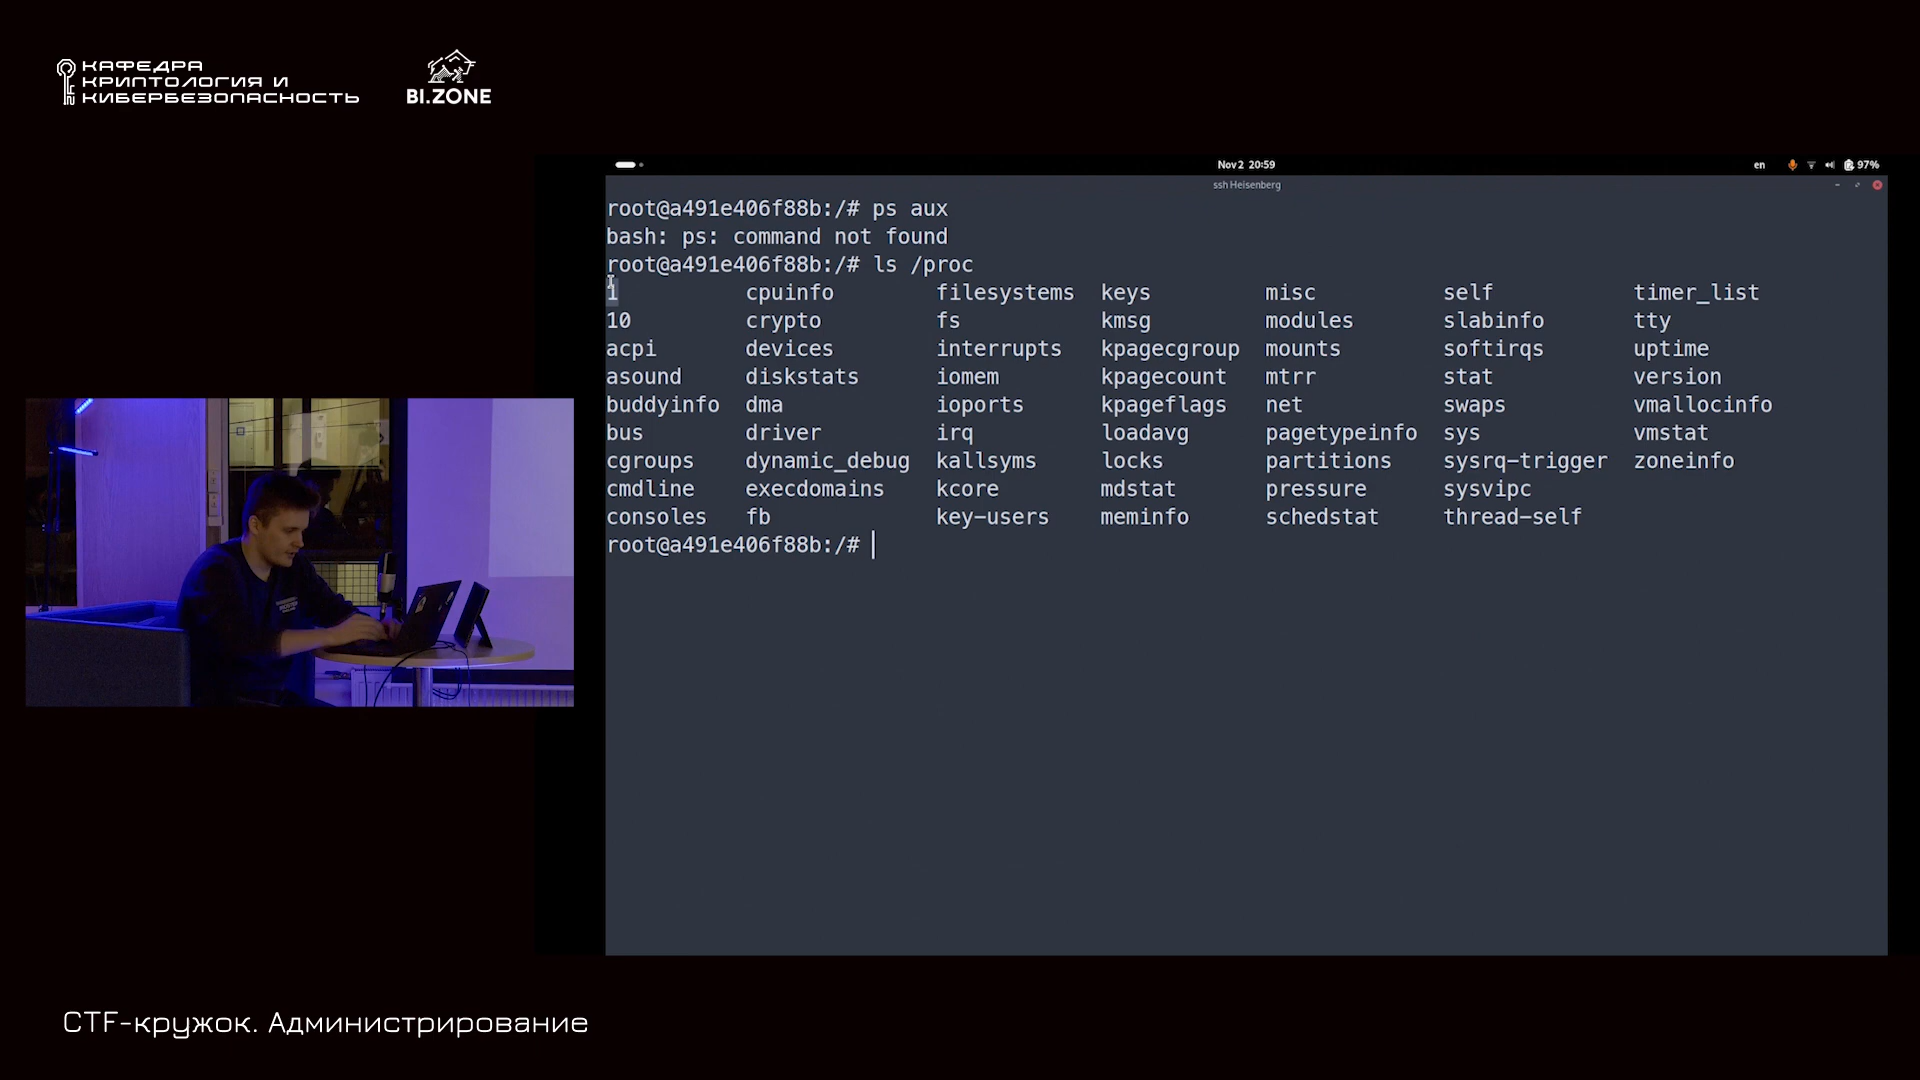 КАФЕДРА
КРИПТОЛОГИЯ И
КИБЕРБЕЗОПАСНОСТЬ
BI.ZONE
Nov 2 20:59
en
97%
ssh Heisenberg
root@a491e406f88b:/# ps aux
bash: ps: command not found
root@a491e406f88b:/# ls /proc
1 cpuinfo filesystems keys misc self timer_list
10 crypto fs kmsg modules slabinfo tty
acpi devices interrupts kpagecgroup mounts softirqs uptime
asound diskstats iomem kpagecount mtrr stat version
buddyinfo dma ioports kpageflags net swaps vmallocinfo
bus driver irq loadavg pagetypeinfo sys vmstat
cgroups dynamic_debug kallsyms locks partitions sysrq-trigger zoneinfo
cmdline execdomains kcore mdstat pressure sysvipc
consoles fb key-users meminfo schedstat thread-self
root@a491e406f88b:/#
CTF-кружок. Администрирование